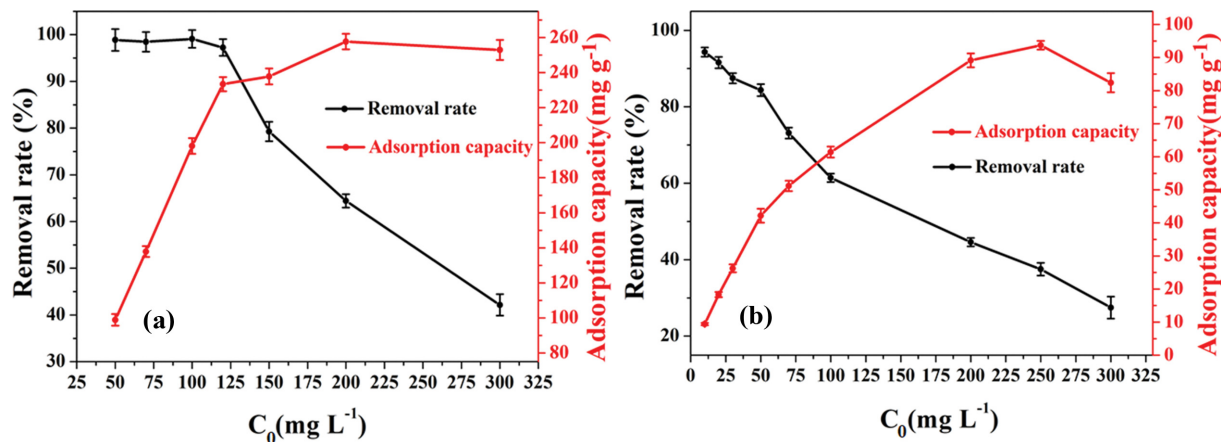 Removal rate (%)
100
90
80
70
60
50
40
30
Removal rate
Adsorption capacity
(a)
260
240
220
200
180
160
140
120
100
80
Adsorption capacity(mg g⁻¹)
25 50 75 100 125 150 175 200 225 250 275 300 325
C₀(mg L⁻¹)
Removal rate (%)
100
80
60
40
20
Adsorption capacity
Removal rate
(b)
100
90
80
70
60
50
40
30
20
10
0
Adsorption capacity(mg g⁻¹)
0 25 50 75 100 125 150 175 200 225 250 275 300 325
C₀(mg L⁻¹)